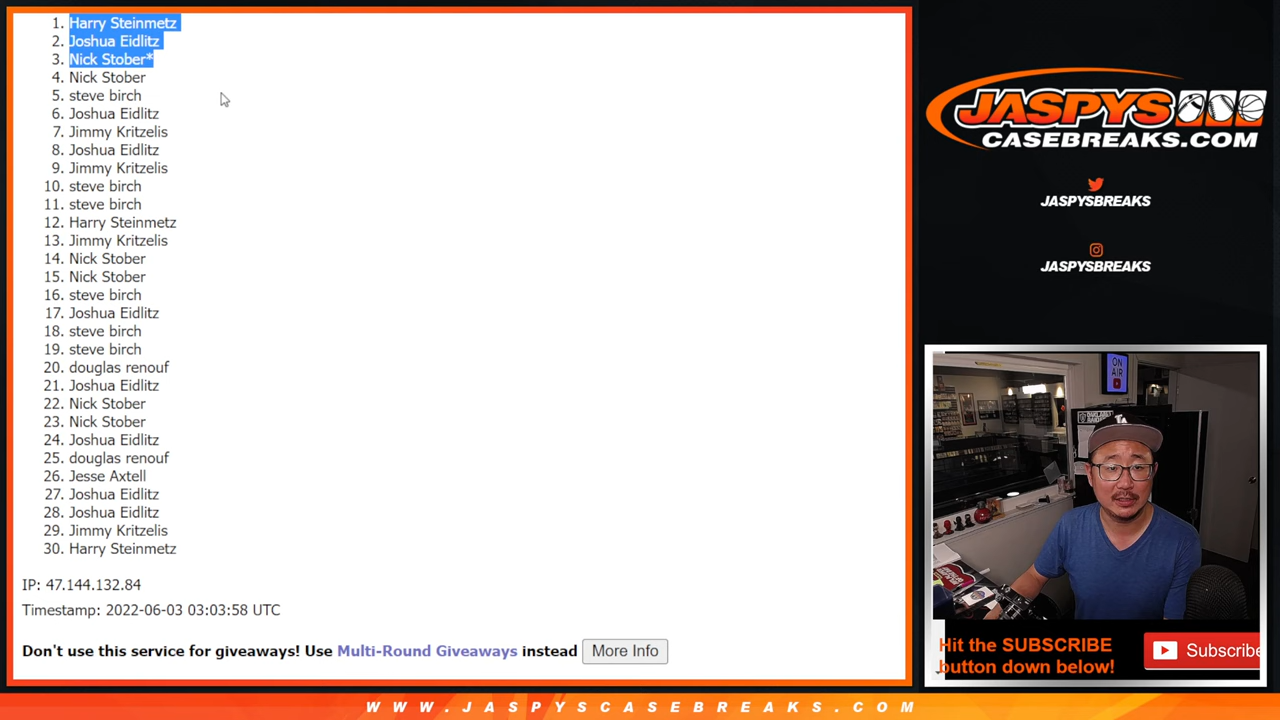 1. Harry Steinmetz
2. Joshua Eidlitz
3. Nick Stober*
4. Nick Stober
5. steve birch
6. Joshua Eidlitz
7. Jimmy Kritzelis
8. Joshua Eidlitz
9. Jimmy Kritzelis
10. steve birch
11. steve birch
12. Harry Steinmetz
13. Jimmy Kritzelis
14. Nick Stober
15. Nick Stober
16. steve birch
17. Joshua Eidlitz
18. steve birch
19. steve birch
20. douglas renouf
21. Joshua Eidlitz
22. Nick Stober
23. Nick Stober
24. Joshua Eidlitz
25. douglas renouf
26. Jesse Axtell
27. Joshua Eidlitz
28. Joshua Eidlitz
29. Jimmy Kritzelis
30. Harry Steinmetz
IP: 47.144.132.84
Timestamp: 2022-06-03 03:03:58 UTC
Don't use this service for giveaways! Use Multi-Round Giveaways instead More Info
JASPYS
CASEBREAKS.COM
JASPYSBREAKS
JASPYSBREAKS
ON
AIR
LA
Hit the SUBSCRIBE
button down below!
Subscribe
WWW.JASPYSCASEBREAKS.COM